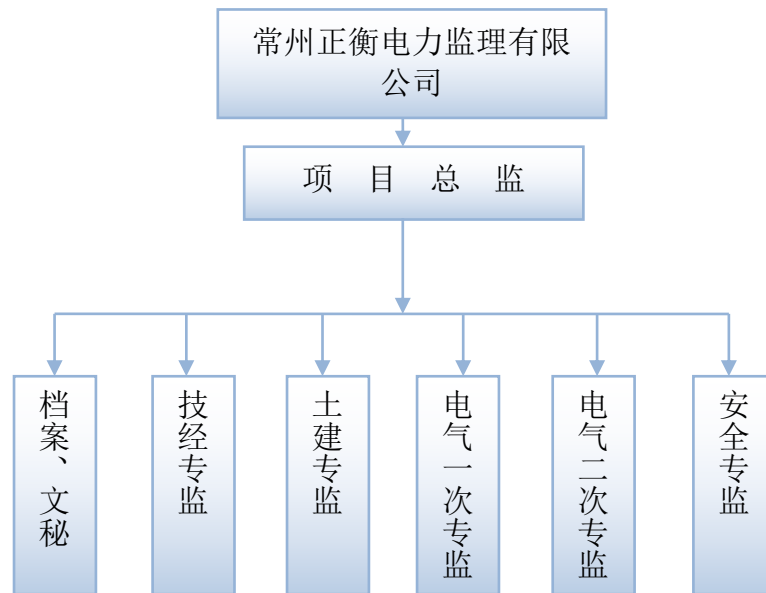 常州正衡电力监理有限
公司
项 目 总 监
档案、文秘
技经专监
土建专监
电气一次专监
电气二次专监
安全专监